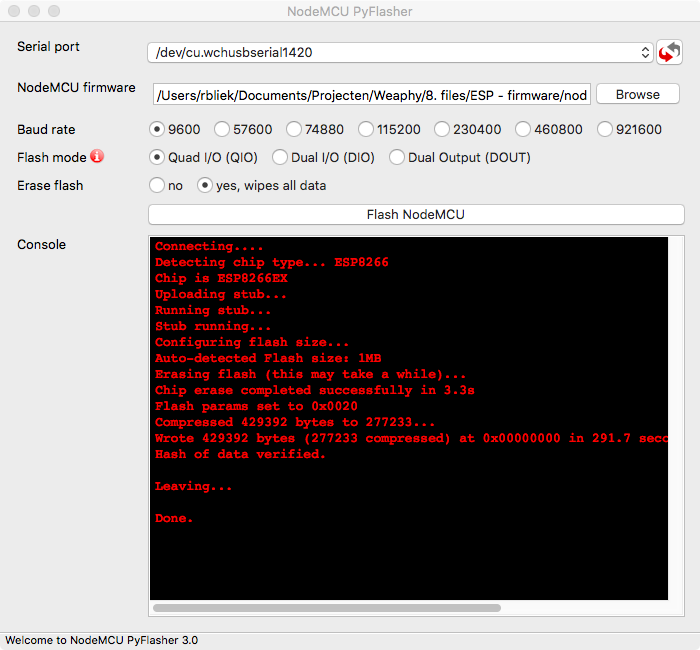 NodeMCU PyFlasher
Serial port /dev/cu.wchusbserial1420
NodeMCU firmware /Users/rbliek/Documents/Projecten/Weaphy/8. files/ESP - firmware/nod Browse
Baud rate 9600 57600 74880 115200 230400 460800 921600
Flash mode Quad I/O (QIO) Dual I/O (DIO) Dual Output (DOUT)
Erase flash no yes, wipes all data
Flash NodeMCU
Console
Connecting....
Detecting chip type... ESP8266
Chip is ESP8266EX
Uploading stub...
Running stub...
Stub running...
Configuring flash size...
Auto-detected Flash size: 1MB
Erasing flash (this may take a while)...
Chip erase completed successfully in 3.3s
Flash params set to 0x0020
Compressed 429392 bytes to 277233...
Wrote 429392 bytes (277233 compressed) at 0x00000000 in 291.7 seco
Hash of data verified.
Leaving...
Done.
Welcome to NodeMCU PyFlasher 3.0